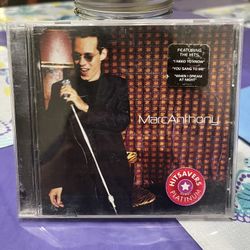 FEATURING
THE HITS:
"I NEED TO KNOW"
"YOU SANG TO ME"
"WHEN I DREAM
AT NIGHT"
MarcAnthony
HITSAVERS
PLATINUM